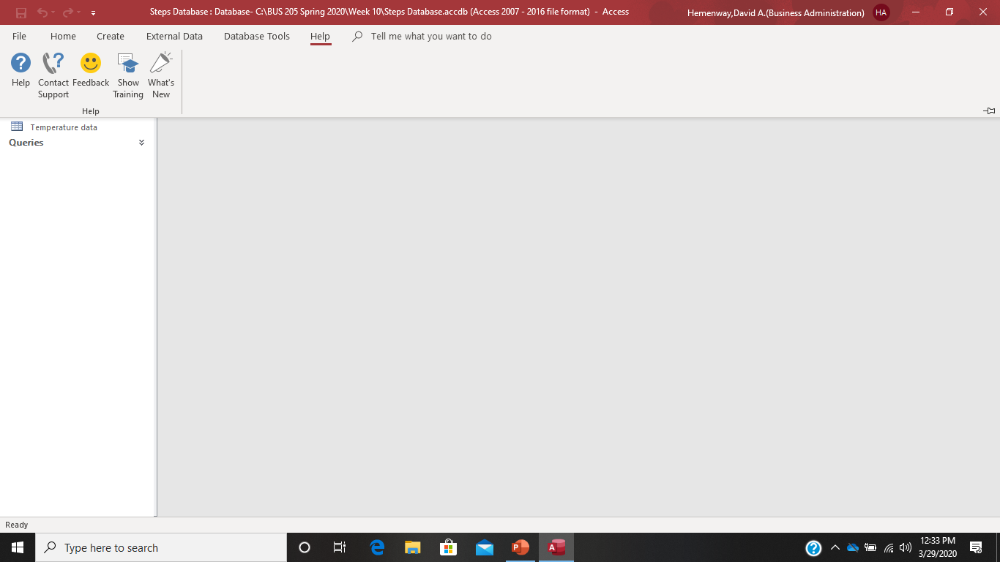 Steps Database : Database- C:\BUS 205 Spring 2020\Week 10\Steps Database.accdb (Access 2007 - 2016 file format)  -  Access
Hemenway,David A.(Business Administration)
HA
File Home Create External Data Database Tools Help Tell me what you want to do
Help
Contact Support
Feedback
Show Training
What's New
Help
Temperature data
Queries
Ready
Type here to search
P
A
12:33 PM
3/29/2020